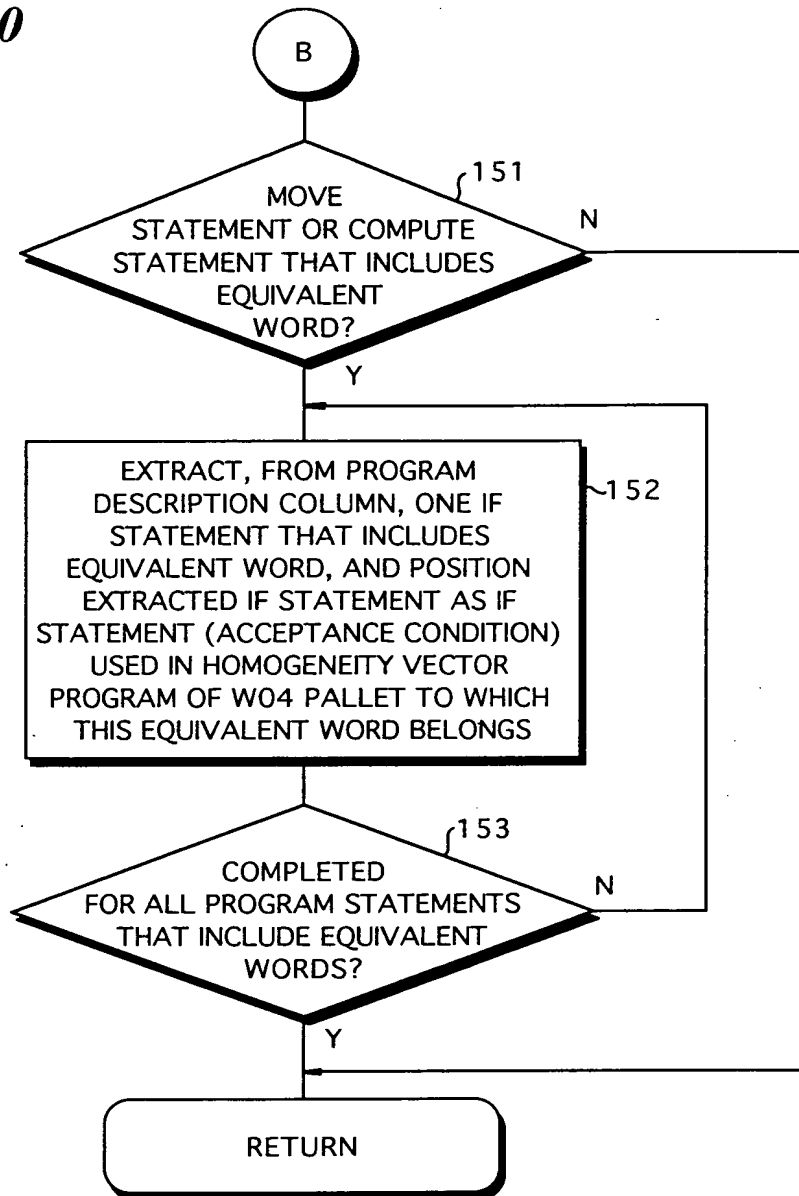 0
B
151
MOVE
STATEMENT OR COMPUTE
STATEMENT THAT INCLUDES
EQUIVALENT
WORD?
N
Y
EXTRACT, FROM PROGRAM
DESCRIPTION COLUMN, ONE IF
STATEMENT THAT INCLUDES
EQUIVALENT WORD, AND POSITION
EXTRACTED IF STATEMENT AS IF
STATEMENT (ACCEPTANCE CONDITION)
USED IN HOMOGENEITY VECTOR
PROGRAM OF W04 PALLET TO WHICH
THIS EQUIVALENT WORD BELONGS
152
153
COMPLETED
FOR ALL PROGRAM STATEMENTS
THAT INCLUDE EQUIVALENT
WORDS?
N
Y
RETURN